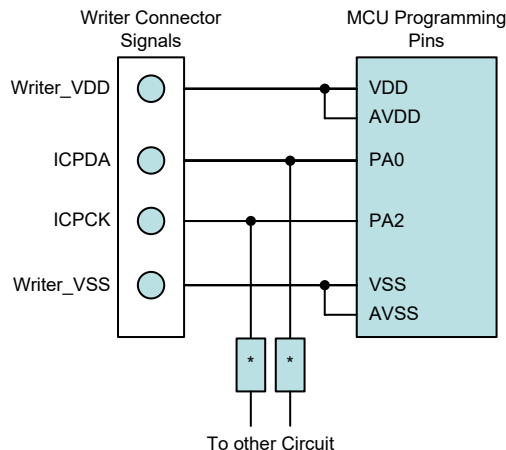 Writer Connector
Signals
MCU Programming
Pins
Writer_VDD
VDD
AVDD
ICPDA
PA0
ICPCK
PA2
Writer_VSS
VSS
AVSS
*
*
To other Circuit